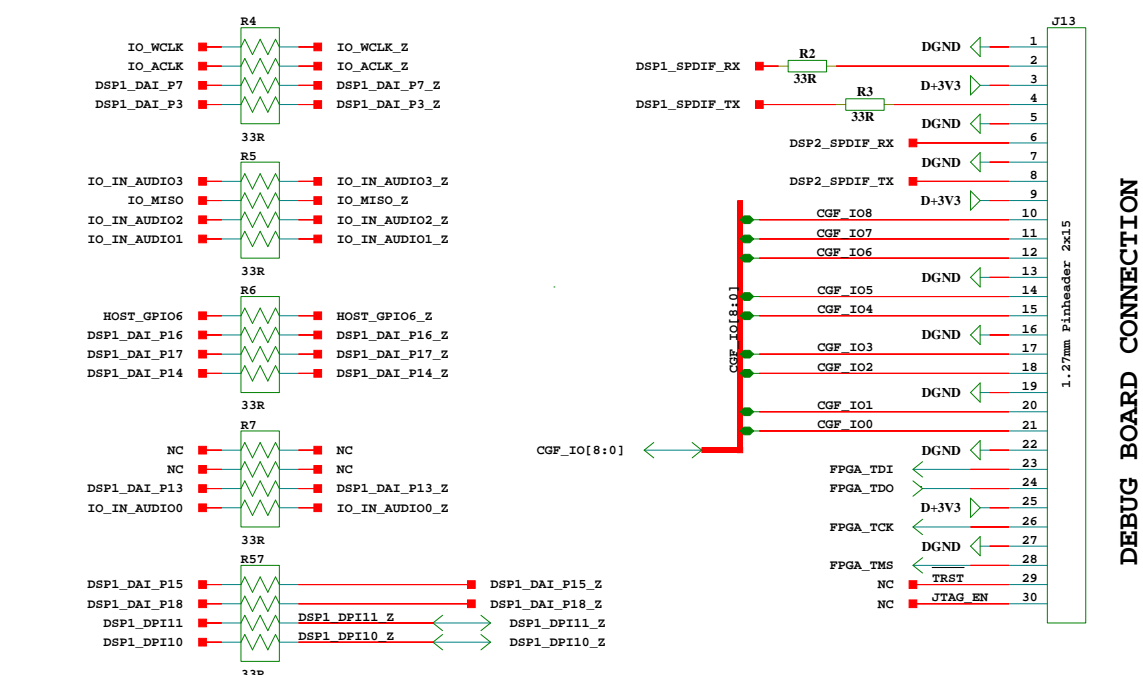 R4
IO_WCLK IO_WCLK_Z
IO_ACLK IO_ACLK_Z
DSP1_DAI_P7 DSP1_DAI_P7_Z
DSP1_DAI_P3 DSP1_DAI_P3_Z
33R
R5
IO_IN_AUDIO3 IO_IN_AUDIO3_Z
IO_MISO IO_MISO_Z
IO_IN_AUDIO2 IO_IN_AUDIO2_Z
IO_IN_AUDIO1 IO_IN_AUDIO1_Z
33R
R6
HOST_GPIO6 HOST_GPIO6_Z
DSP1_DAI_P16 DSP1_DAI_P16_Z
DSP1_DAI_P17 DSP1_DAI_P17_Z
DSP1_DAI_P14 DSP1_DAI_P14_Z
33R
R7
NC NC
NC NC
DSP1_DAI_P13 DSP1_DAI_P13_Z
IO_IN_AUDIO0 IO_IN_AUDIO0_Z
33R
R57
DSP1_DAI_P15 DSP1_DAI_P15_Z
DSP1_DAI_P18 DSP1_DAI_P18_Z
DSP1_DPI11 DSP1_DPI11_Z DSP1_DPI11_Z
DSP1_DPI10 DSP1_DPI10_Z DSP1_DPI10_Z
33R
J13
DGND 1
DSP1_SPDIF_RX R2 33R 2
D+3V3 3
DSP1_SPDIF_TX R3 33R 4
DGND 5
DSP2_SPDIF_RX 6
DGND 7
DSP2_SPDIF_TX 8
D+3V3 9
CGF_IO8 10
CGF_IO7 11
CGF_IO6 12
DGND 13
CGF_IO5 14
CGF_IO4 15
DGND 16
CGF_IO3 17
CGF_IO2 18
DGND 19
CGF_IO1 20
CGF_IO0 21
DGND 22
FPGA_TDI 23
FPGA_TDO 24
D+3V3 25
FPGA_TCK 26
DGND 27
FPGA_TMS 28
NC TRST 29
NC JTAG_EN 30
CGF_IO[8:0]
CGF_IO[8:0]
1.27mm Pinheader 2x15
DEBUG BOARD CONNECTION